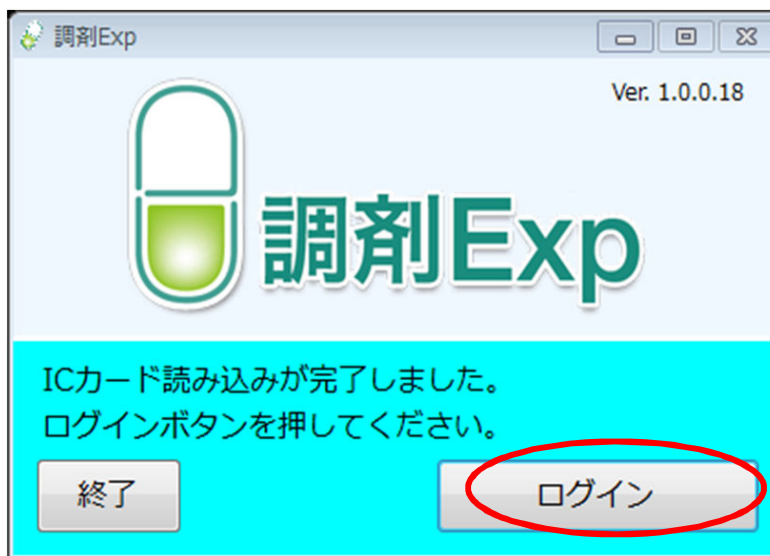 調剤Exp
Ver. 1.0.0.18
調剤Exp
ICカード読み込みが完了しました。
ログインボタンを押してください。
終了
ログイン